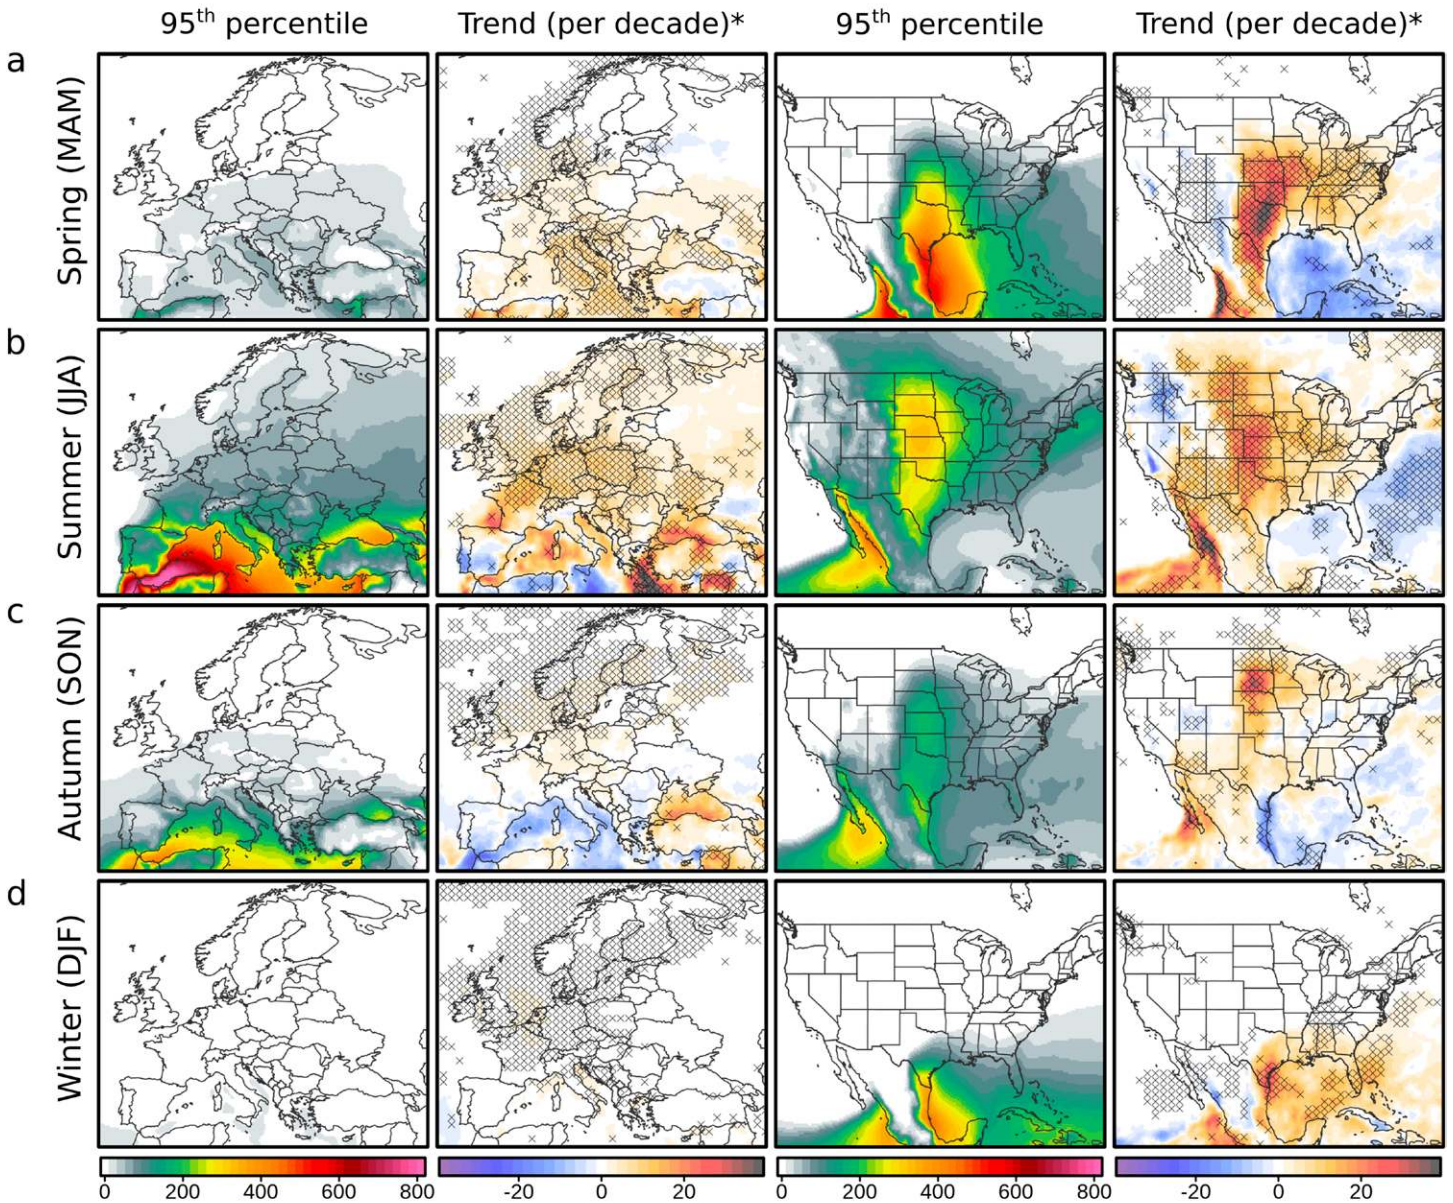 95th percentile Trend (per decade)* 95th percentile Trend (per decade)*
a
Spring (MAM)
b
Summer (JJA)
c
Autumn (SON)
d
Winter (DJF)
0 200 400 600 800 -20 0 20 0 200 400 600 800 -20 0 20